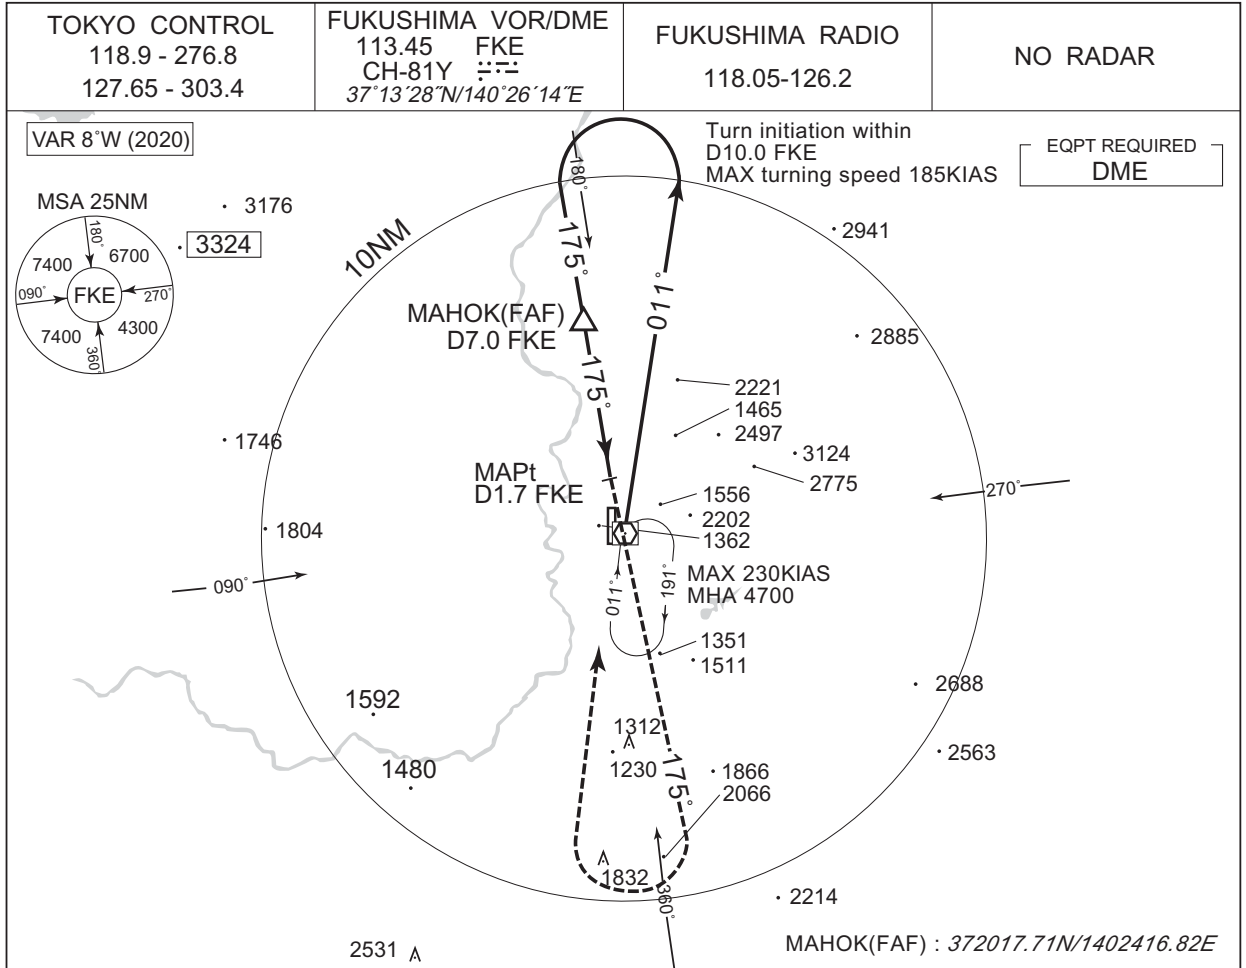 TOKYO CONTROL
118.9 - 276.8
127.65 - 303.4
FUKUSHIMA VOR/DME
113.45 FKE
CH-81Y
37°13´28˝N/140°26´14˝E
FUKUSHIMA RADIO
118.05-126.2
NO RADAR
VAR 8°W (2020)
Turn initiation within
D10.0 FKE
MAX turning speed 185KIAS
EQPT REQUIRED
DME
MSA 25NM
180°
7400
6700
090°
FKE
270°
7400
4300
360°
3176
3324
10NM
180°
175°
011°
2941
MAHOK(FAF)
D7.0 FKE
2885
175°
2221
1465
2497
1746
3124
2775
MAPt
D1.7 FKE
270°
1556
2202
1362
1804
090°
011°
191°
MAX 230KIAS
MHA 4700
1351
1511
2688
1592
1312
1230
175°
2563
1480
1866
2066
1832
360°
2214
2531
MAHOK(FAF) : 372017.71N/1402416.82E